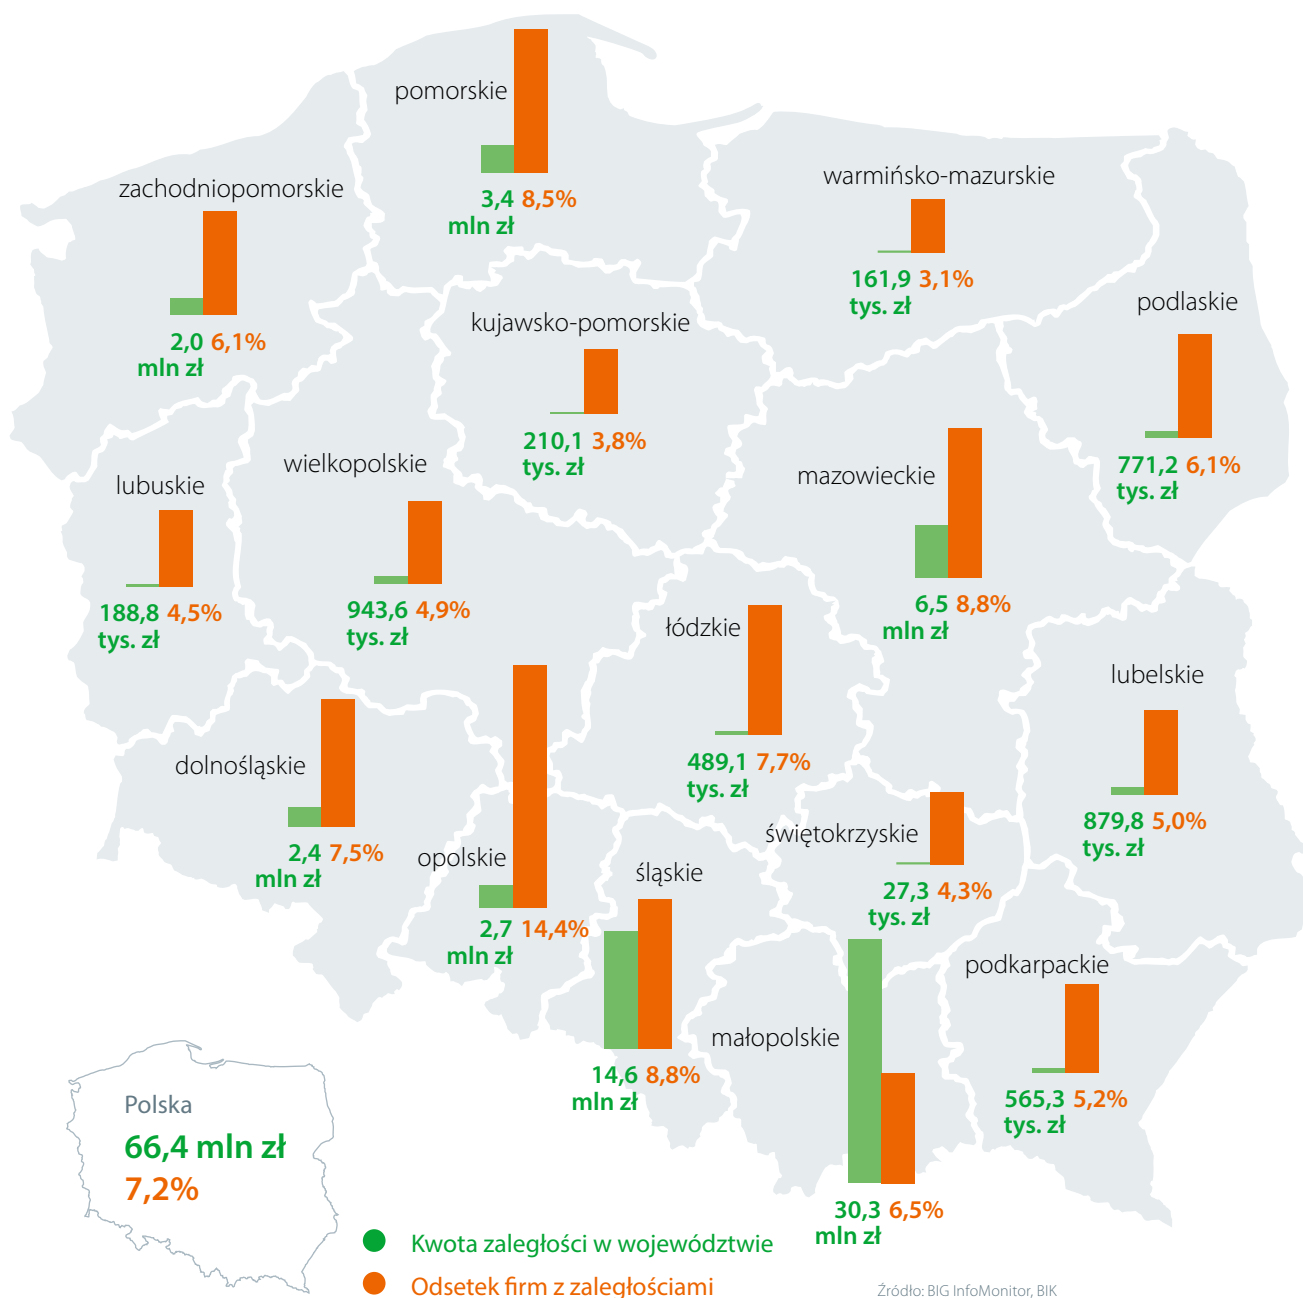 pomorskie
3,4 8,5%
mln zł
zachodniopomorskie
2,0 6,1%
mln zł
warmińsko-mazurskie
161,9 3,1%
tys. zł
podlaskie
771,2 6,1%
tys. zł
kujawsko-pomorskie
210,1 3,8%
tys. zł
lubuskie
188,8 4,5%
tys. zł
wielkopolskie
943,6 4,9%
tys. zł
mazowieckie
6,5 8,8%
mln zł
łódzkie
489,1 7,7%
tys. zł
lubelskie
879,8 5,0%
tys. zł
dolnośląskie
2,4 7,5%
mln zł
opolskie
2,7 14,4%
mln zł
śląskie
14,6 8,8%
mln zł
świętokrzyskie
27,3 4,3%
tys. zł
małopolskie
30,3 6,5%
mln zł
podkarpackie
565,3 5,2%
tys. zł
Polska
66,4 mln zł
7,2%
Kwota zaległości w województwie
Odsetek firm z zaległościami
Źródło: BIG InfoMonitor, BIK